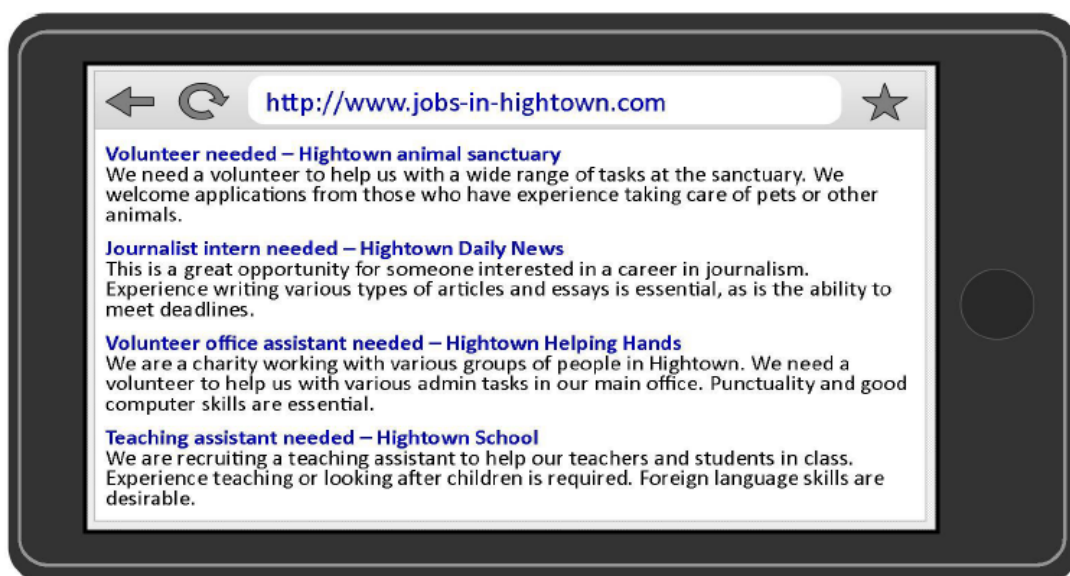 http://www.jobs-in-hightown.com
Volunteer needed – Hightown animal sanctuary
We need a volunteer to help us with a wide range of tasks at the sanctuary. We
welcome applications from those who have experience taking care of pets or other
animals.
Journalist intern needed – Hightown Daily News
This is a great opportunity for someone interested in a career in journalism.
Experience writing various types of articles and essays is essential, as is the ability to
meet deadlines.
Volunteer office assistant needed – Hightown Helping Hands
We are a charity working with various groups of people in Hightown. We need a
volunteer to help us with various admin tasks in our main office. Punctuality and good
computer skills are essential.
Teaching assistant needed – Hightown School
We are recruiting a teaching assistant to help our teachers and students in class.
Experience teaching or looking after children is required. Foreign language skills are
desirable.